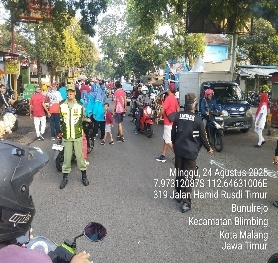 Minggu, 24 Agustus 2025
7.97312087S 112.64631006E
319 Jalan Hamid Rusdi Timur
Bunulrejo
Kecamatan Blimbing
Kota Malang
Jawa Timur